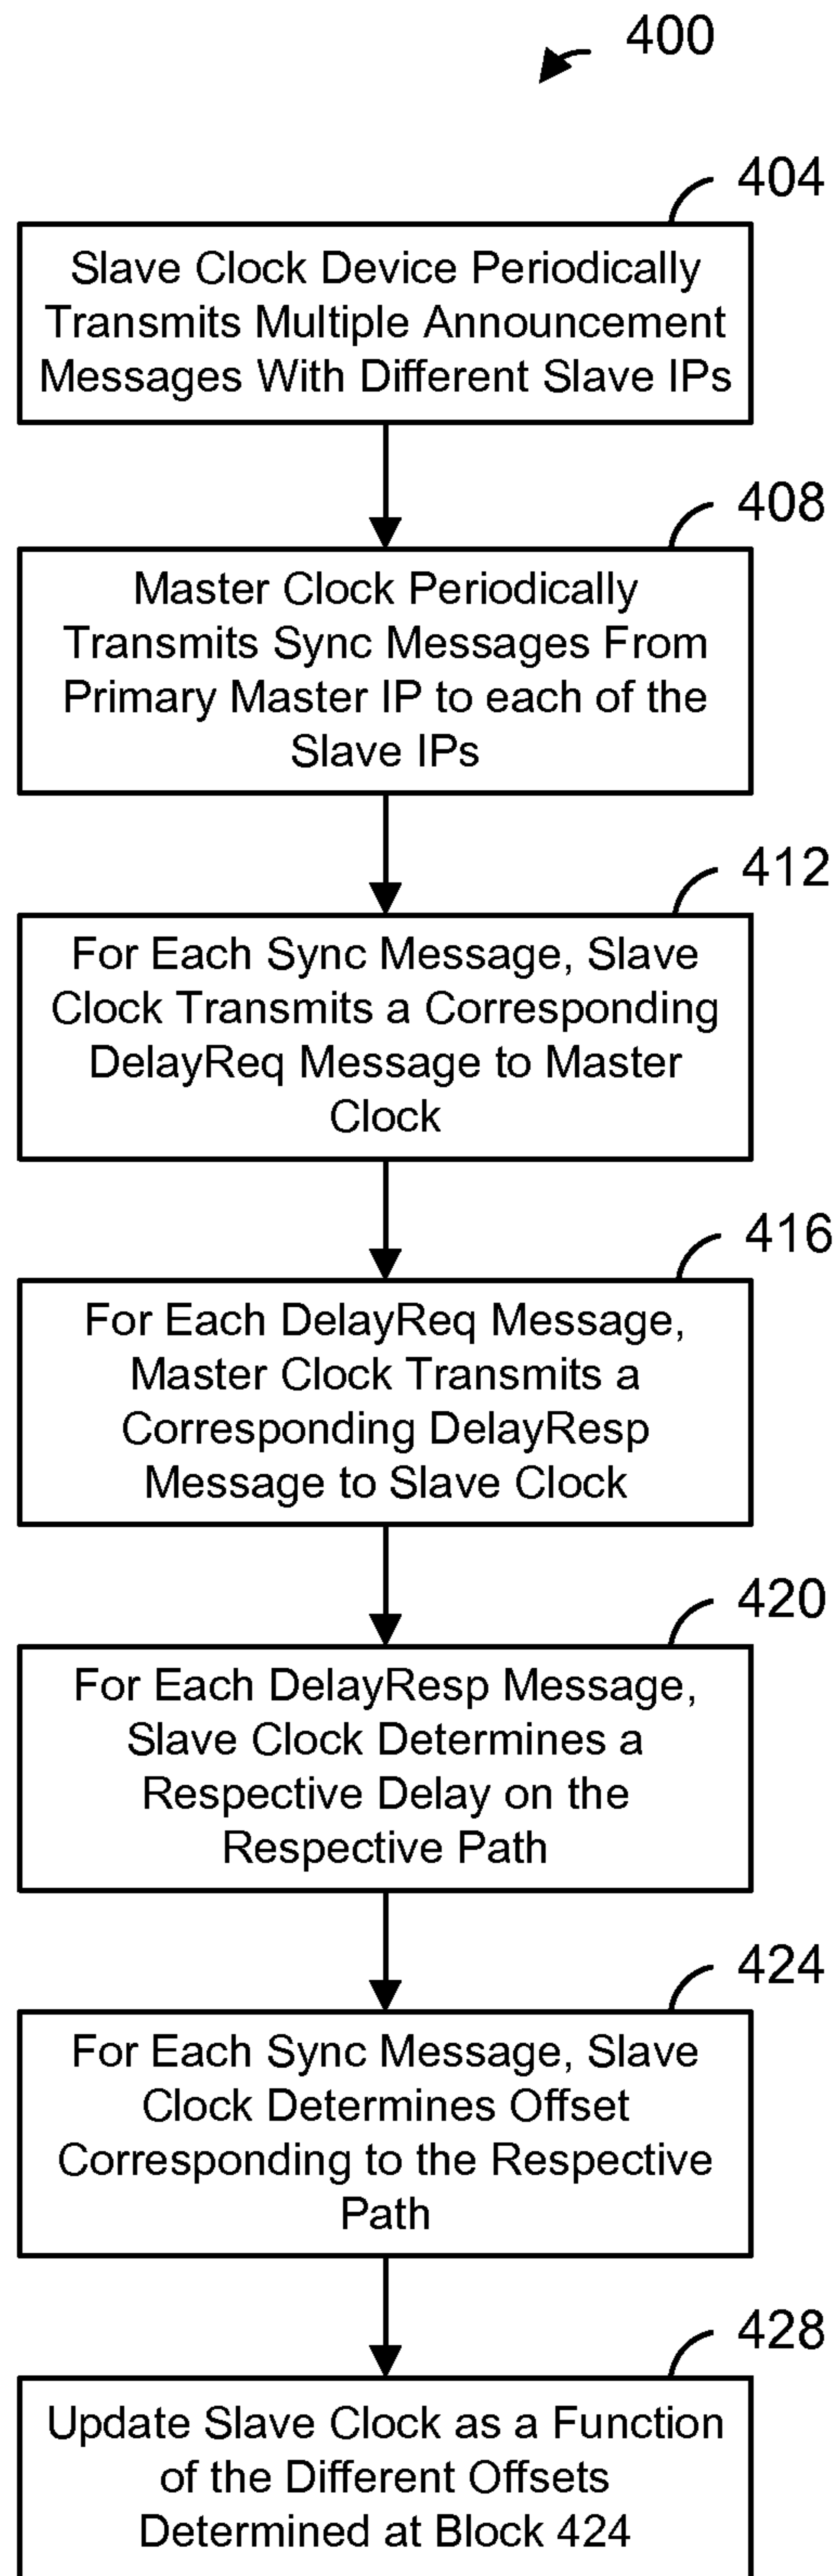 400
404
Slave Clock Device Periodically
Transmits Multiple Announcement
Messages With Different Slave IPs
408
Master Clock Periodically
Transmits Sync Messages From
Primary Master IP to each of the
Slave IPs
412
For Each Sync Message, Slave
Clock Transmits a Corresponding
DelayReq Message to Master
Clock
416
For Each DelayReq Message,
Master Clock Transmits a
Corresponding DelayResp
Message to Slave Clock
420
For Each DelayResp Message,
Slave Clock Determines a
Respective Delay on the
Respective Path
424
For Each Sync Message, Slave
Clock Determines Offset
Corresponding to the Respective
Path
428
Update Slave Clock as a Function
of the Different Offsets
Determined at Block 424